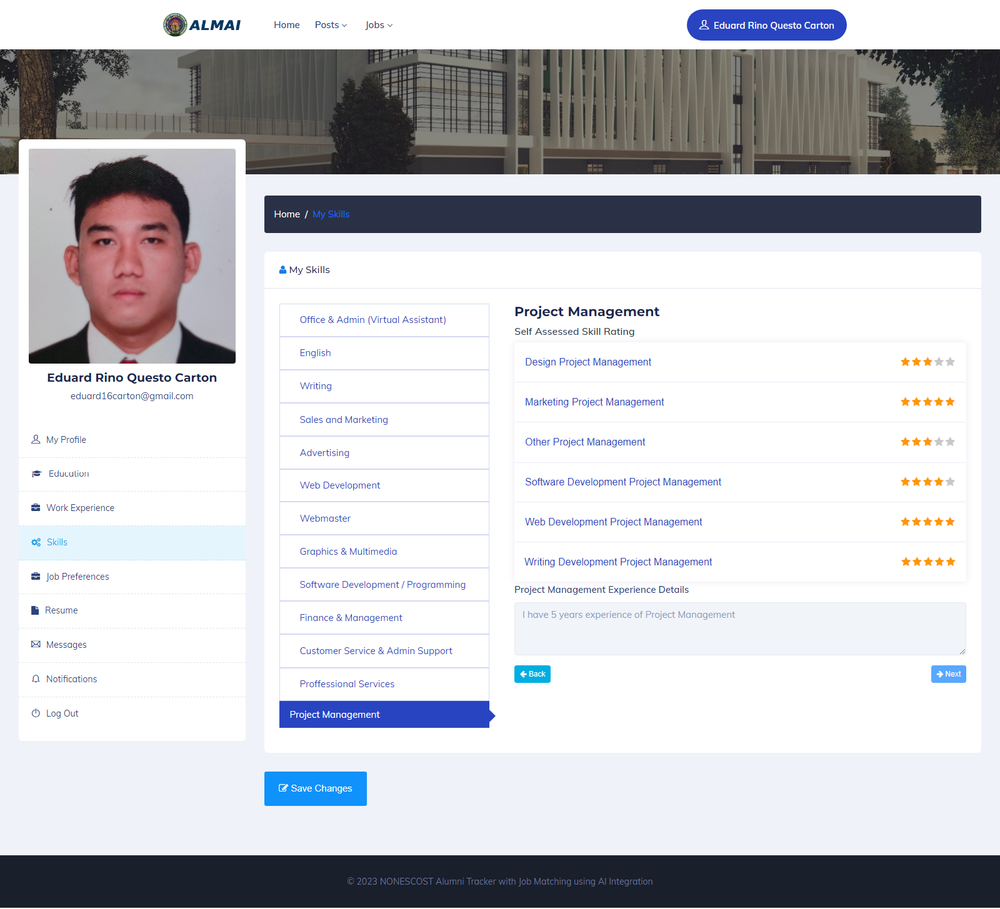 ALMAI
Home
Posts
Jobs
Eduard Rino Questo Carton
Eduard Rino Questo Carton
eduard16carton@gmail.com
My Profile
Education
Work Experience
Skills
Job Preferences
Resume
Messages
Notifications
Log Out
Home / My Skills
My Skills
Office & Admin (Virtual Assistant)
English
Writing
Sales and Marketing
Advertising
Web Development
Webmaster
Graphics & Multimedia
Software Development / Programming
Finance & Management
Customer Service & Admin Support
Proffessional Services
Project Management
Project Management
Self Assessed Skill Rating
Design Project Management
Marketing Project Management
Other Project Management
Software Development Project Management
Web Development Project Management
Writing Development Project Management
Project Management Experience Details
I have 5 years experience of Project Management
Back
Next
Save Changes
© 2023 NONESCOST Alumni Tracker with Job Matching using AI Integration